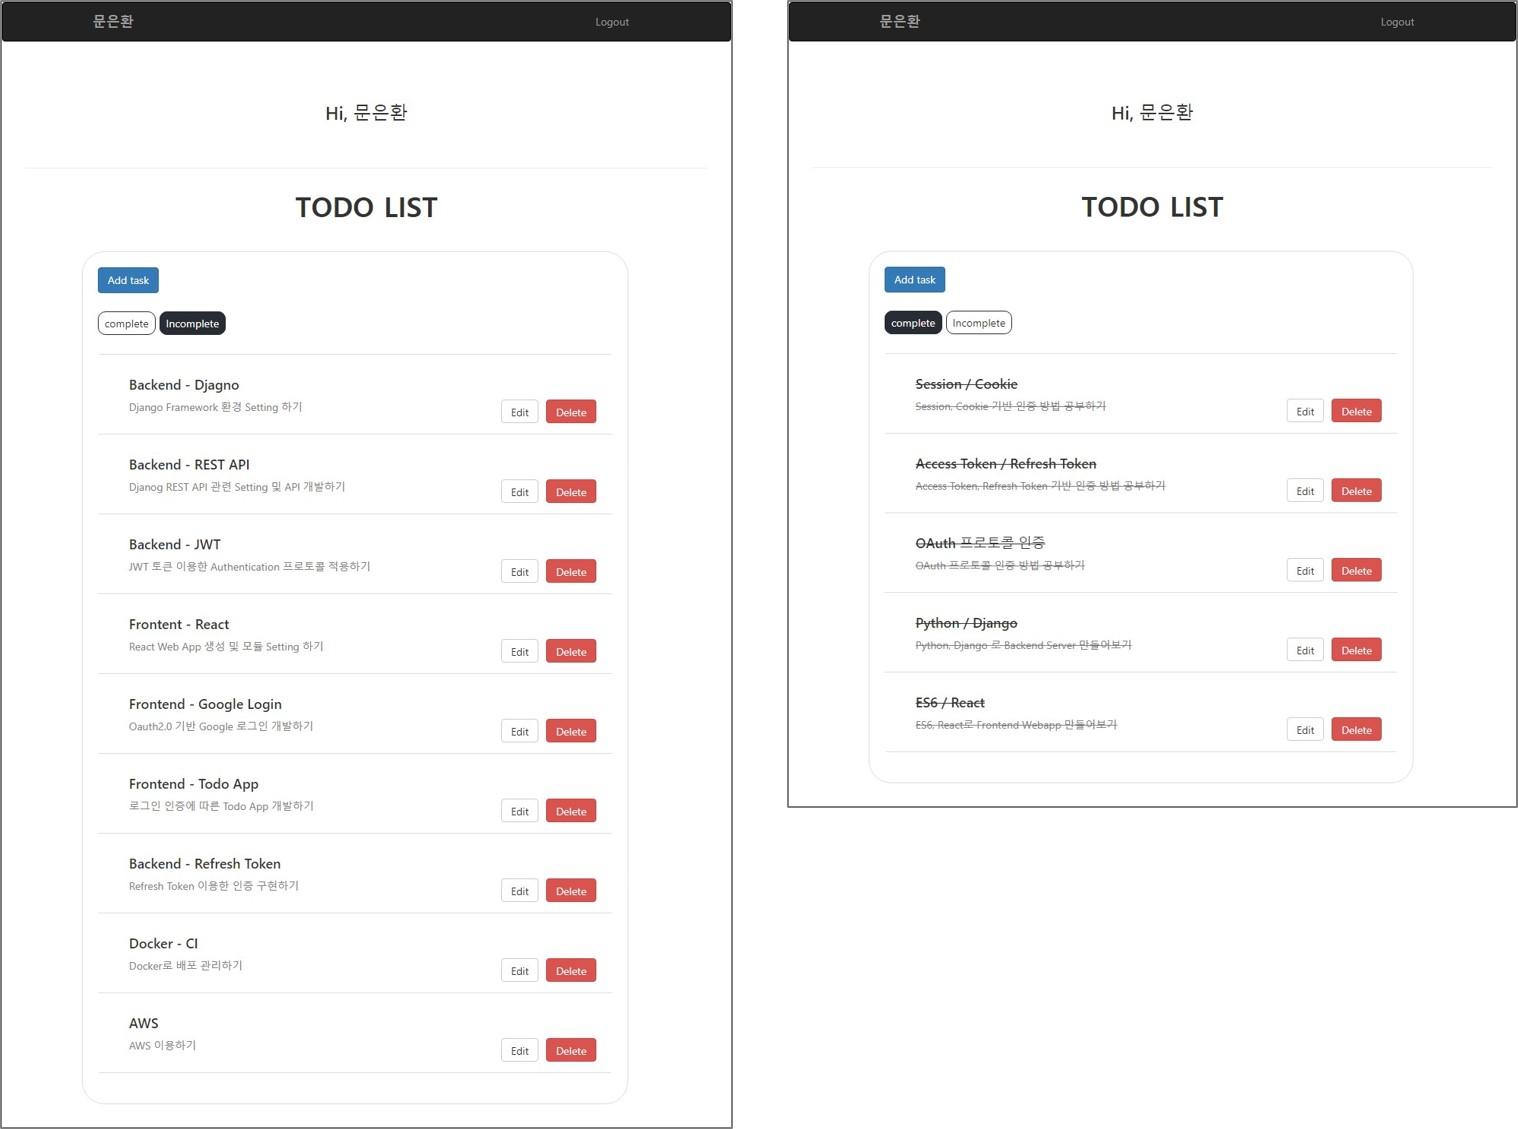 문은환 Logout
Hi, 문은환
TODO LIST
Add task
complete Incomplete
Backend - Djagno
Django Framework 환경 Setting 하기
Edit Delete
Backend - REST API
Djanog REST API 관련 Setting 및 API 개발하기
Edit Delete
Backend - JWT
JWT 토큰 이용한 Authentication 프로토콜 적용하기
Edit Delete
Frontent - React
React Web App 생성 및 모듈 Setting 하기
Edit Delete
Frontend - Google Login
Oauth2.0 기반 Google 로그인 개발하기
Edit Delete
Frontend - Todo App
로그인 인증에 따른 Todo App 개발하기
Edit Delete
Backend - Refresh Token
Refresh Token 이용한 인증 구현하기
Edit Delete
Docker - CI
Docker로 배포 관리하기
Edit Delete
AWS
AWS 이용하기
Edit Delete
문은환 Logout
Hi, 문은환
TODO LIST
Add task
complete Incomplete
Session / Cookie
Session, Cookie 기반 인증 방법 공부하기
Edit Delete
Access Token / Refresh Token
Access Token, Refresh Token 기반 인증 방법 공부하기
Edit Delete
OAuth 프로토콜 인증
OAuth 프로토콜 인증 방법 공부하기
Edit Delete
Python / Django
Python, Django 로 Backend Server 만들어보기
Edit Delete
ES6 / React
ES6, React로 Frontend Webapp 만들어보기
Edit Delete